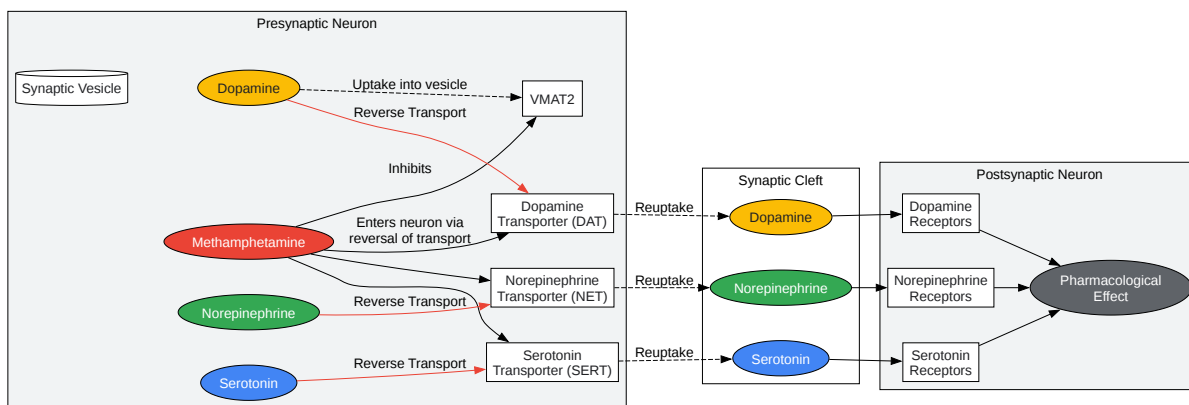 Presynaptic Neuron
Synaptic Vesicle
Dopamine
Uptake into vesicle
VMAT2
Reverse Transport
Inhibits
Methamphetamine
Enters neuron via
reversal of transport
Dopamine
Transporter (DAT)
Norepinephrine
Transporter (NET)
Norepinephrine
Reverse Transport
Serotonin
Reverse Transport
Serotonin
Transporter (SERT)
Reuptake
Reuptake
Reuptake
Synaptic Cleft
Dopamine
Norepinephrine
Serotonin
Postsynaptic Neuron
Dopamine
Receptors
Norepinephrine
Receptors
Serotonin
Receptors
Pharmacological
Effect